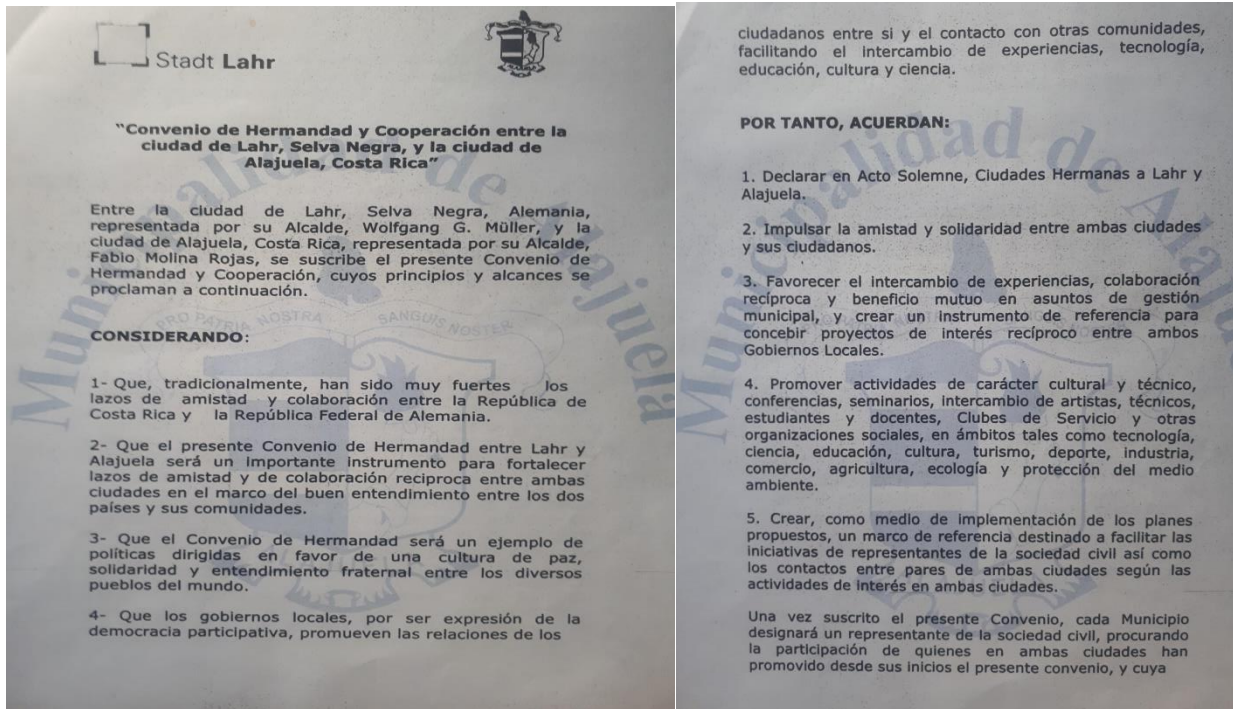 Stadt Lahr
"Convenio de Hermandad y Cooperación entre la
ciudad de Lahr, Selva Negra, y la ciudad de
Alajuela, Costa Rica"
Entre la ciudad de Lahr, Selva Negra, Alemania,
representada por su Alcalde, Wolfgang G. Müller, y la
ciudad de Alajuela, Costa Rica, representada por su Alcalde,
Fabio Molina Rojas, se suscribe el presente Convenio de
Hermandad y Cooperación, cuyos principios y alcances se
proclaman a continuación.
CONSIDERANDO:
1- Que, tradicionalmente, han sido muy fuertes los
lazos de amistad y colaboración entre la República de
Costa Rica y la República Federal de Alemania.
2- Que el presente Convenio de Hermandad entre Lahr y
Alajuela será un importante instrumento para fortalecer
lazos de amistad y de colaboración reciproca entre ambas
ciudades en el marco del buen entendimiento entre los dos
países y sus comunidades.
3- Que el Convenio de Hermandad será un ejemplo de
políticas dirigidas en favor de una cultura de paz,
solidaridad y entendimiento fraternal entre los diversos
pueblos del mundo.
4- Que los gobiernos locales, por ser expresión de la
democracia participativa, promueven las relaciones de los
Municipalidad de Alajuela
PRO PATRIA NOSTRA SANGUIS NOSTER
ciudadanos entre si y el contacto con otras comunidades,
facilitando el intercambio de experiencias, tecnología,
educación, cultura y ciencia.
POR TANTO, ACUERDAN:
1. Declarar en Acto Solemne, Ciudades Hermanas a Lahr y
Alajuela.
2. Impulsar la amistad y solidaridad entre ambas ciudades
y sus ciudadanos.
3. Favorecer el intercambio de experiencias, colaboración
recíproca y beneficio mutuo en asuntos de gestión
municipal, y crear un instrumento de referencia para
concebir proyectos de interés recíproco entre ambos
Gobiernos Locales.
4. Promover actividades de carácter cultural y técnico,
conferencias, seminarios, intercambio de artistas, técnicos,
estudiantes y docentes, Clubes de Servicio y otras
organizaciones sociales, en ámbitos tales como tecnología,
ciencia, educación, cultura, turismo, deporte, industria,
comercio, agricultura, ecología y protección del medio
ambiente.
5. Crear, como medio de implementación de los planes
propuestos, un marco de referencia destinado a facilitar las
iniciativas de representantes de la sociedad civil así como
los contactos entre pares de ambas ciudades según las
actividades de interés en ambas ciudades.
Una vez suscrito el presente Convenio, cada Municipio
designará un representante de la sociedad civil, procurando
la participación de quienes en ambas ciudades han
promovido desde sus inicios el presente convenio, y cuya
Municipalidad de Alajuela